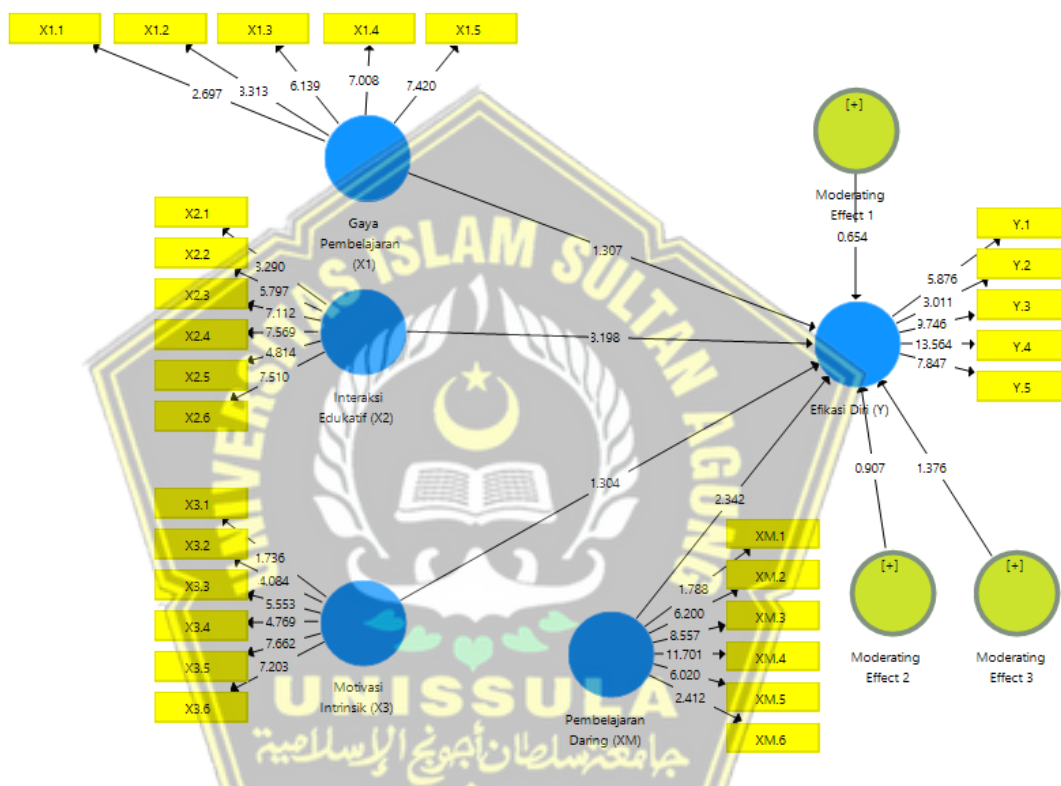 X1.1
X1.2
X1.3
X1.4
X1.5
2.697
3.313
6.139
7.008
7.420
Gaya
Pembelajaran
(X1)
[+]
Moderating
Effect 1
0.654
X2.1
X2.2
X2.3
X2.4
X2.5
X2.6
3.290
5.797
7.112
7.569
4.814
7.510
Interaksi
Edukatif (X2)
1.307
3.198
1.304
2.342
Y.1
Y.2
Y.3
Y.4
Y.5
5.876
3.011
9.746
13.564
7.847
Efikasi Diri (Y)
0.907
1.376
X3.1
X3.2
X3.3
X3.4
X3.5
X3.6
1.736
4.084
5.553
4.769
7.662
7.203
Motivasi
Intrinsik (X3)
XM.1
XM.2
XM.3
XM.4
XM.5
XM.6
1.788
6.200
8.557
11.701
6.020
2.412
Pembelajaran
Daring (XM)
[+]
Moderating
Effect 2
[+]
Moderating
Effect 3
UNIVERSITAS ISLAM SULTAN AGUNG
UNISSULA
جامعة سلطان أجونج الإسلامية